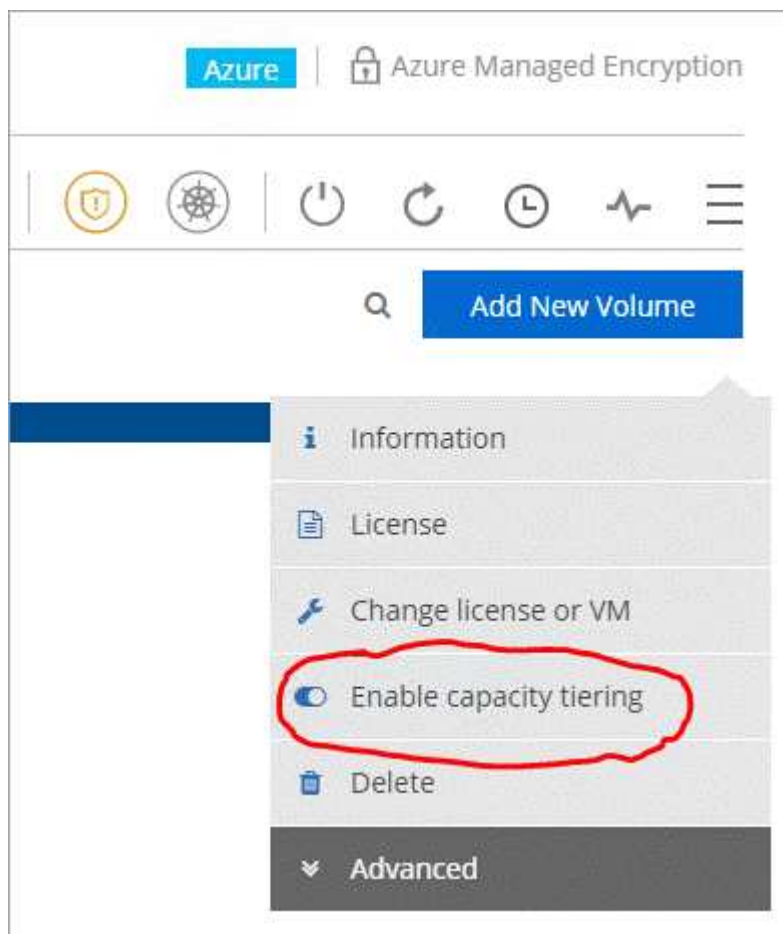 Azure
Azure Managed Encryption
Add New Volume
Information
License
Change license or VM
Enable capacity tiering
Delete
Advanced